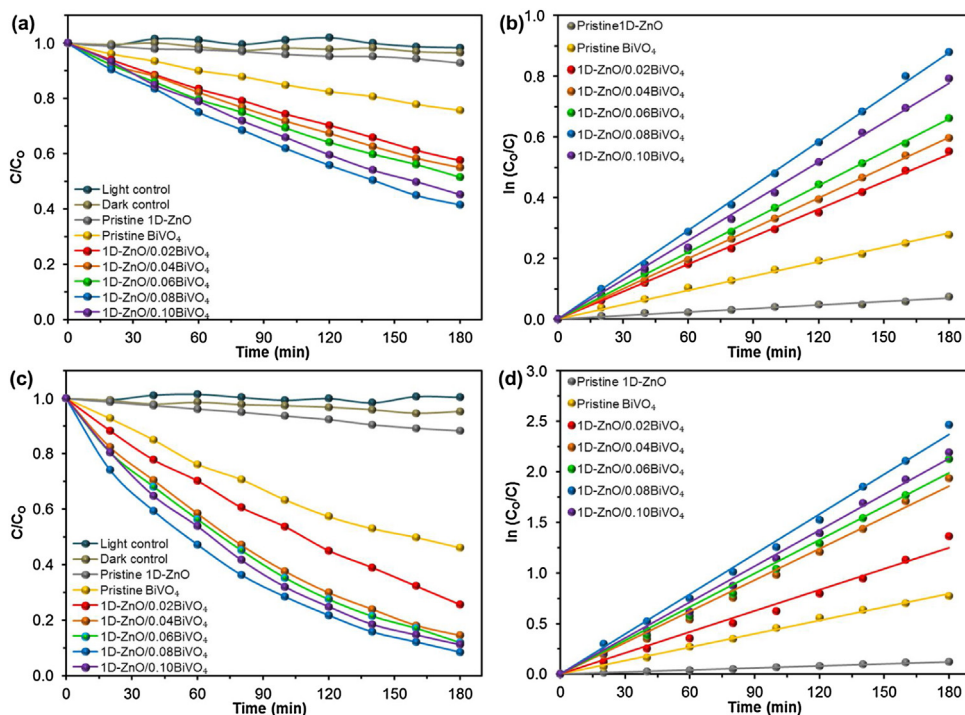 (a)
C/C₀
1.0
0.8
0.6
0.4
0.2
0.0
Light control
Dark control
Pristine 1D-ZnO
Pristine BiVO₄
1D-ZnO/0.02BiVO₄
1D-ZnO/0.04BiVO₄
1D-ZnO/0.06BiVO₄
1D-ZnO/0.08BiVO₄
1D-ZnO/0.10BiVO₄
0 30 60 90 120 150 180
Time (min)
(b)
ln (C₀/C)
1.0
0.8
0.6
0.4
0.2
0.0
Pristine1D-ZnO
Pristine BiVO₄
1D-ZnO/0.02BiVO₄
1D-ZnO/0.04BiVO₄
1D-ZnO/0.06BiVO₄
1D-ZnO/0.08BiVO₄
1D-ZnO/0.10BiVO₄
0 30 60 90 120 150 180
Time (min)
(c)
C/C₀
1.0
0.8
0.6
0.4
0.2
0.0
Light control
Dark control
Pristine 1D-ZnO
Pristine BiVO₄
1D-ZnO/0.02BiVO₄
1D-ZnO/0.04BiVO₄
1D-ZnO/0.06BiVO₄
1D-ZnO/0.08BiVO₄
1D-ZnO/0.10BiVO₄
0 30 60 90 120 150 180
Time (min)
(d)
ln (C₀/C)
3.0
2.5
2.0
1.5
1.0
0.5
0.0
Pristine 1D-ZnO
Pristine BiVO₄
1D-ZnO/0.02BiVO₄
1D-ZnO/0.04BiVO₄
1D-ZnO/0.06BiVO₄
1D-ZnO/0.08BiVO₄
1D-ZnO/0.10BiVO₄
0 30 60 90 120 150 180
Time (min)